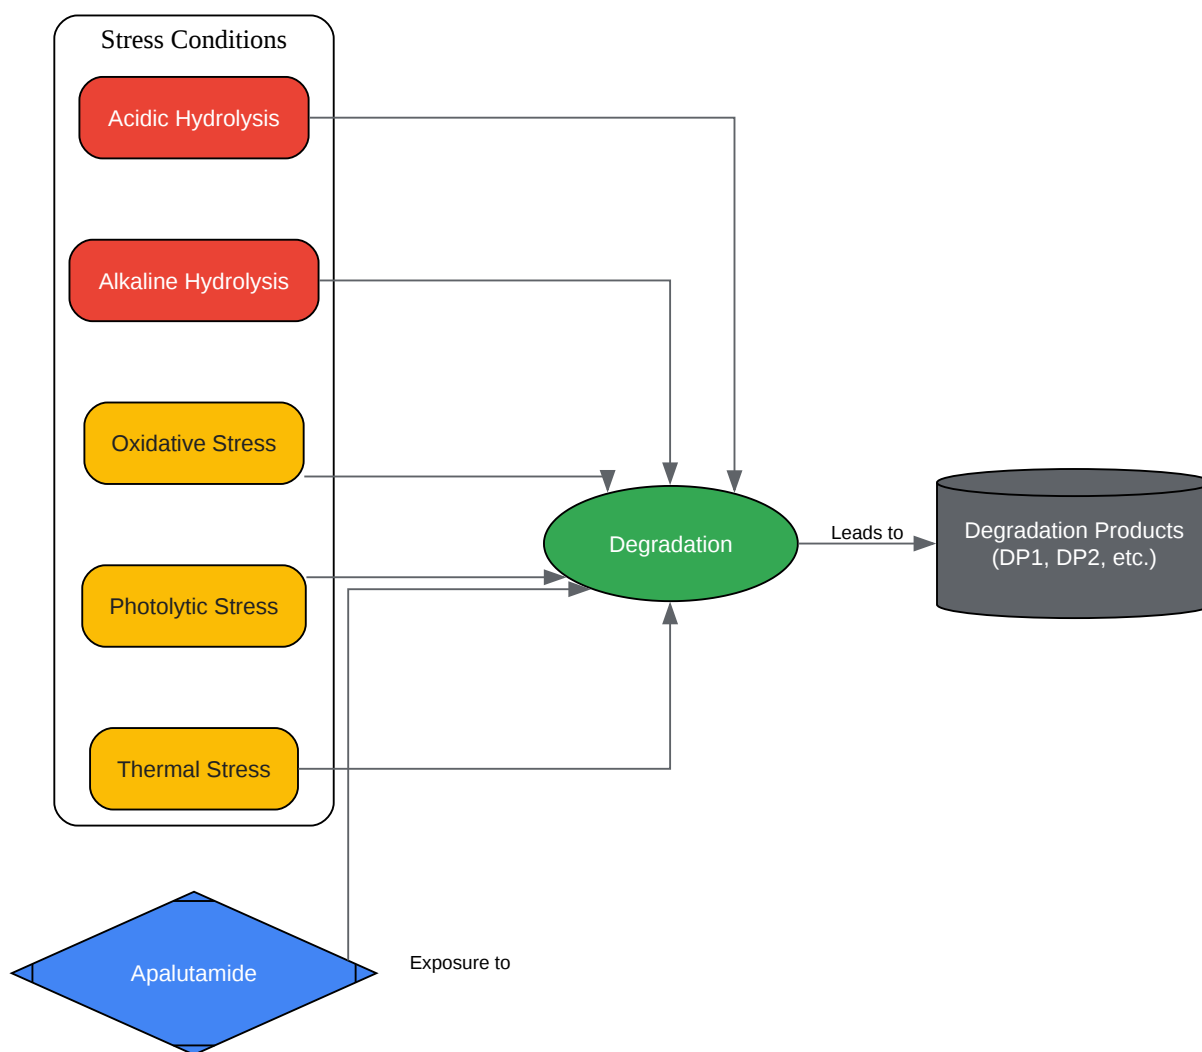 Stress Conditions
Acidic Hydrolysis
Alkaline Hydrolysis
Oxidative Stress
Photolytic Stress
Thermal Stress
Degradation
Leads to
Degradation Products
(DP1, DP2, etc.)
Apalutamide
Exposure to